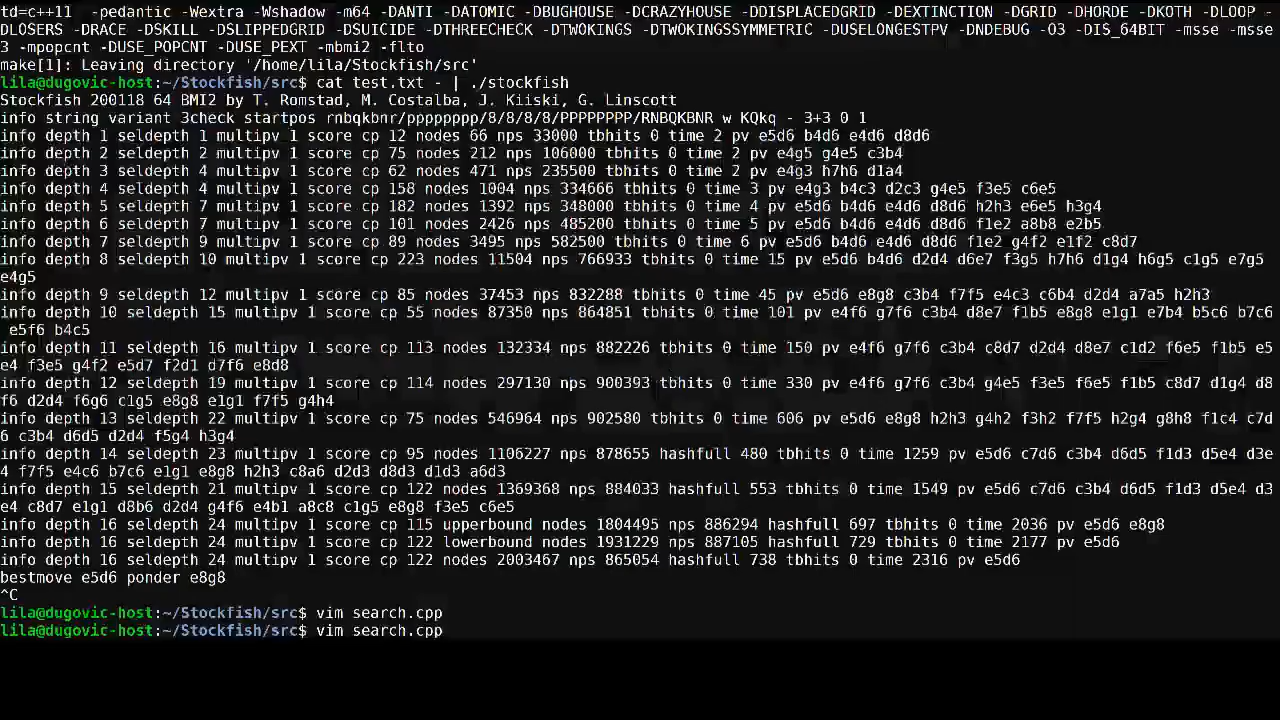 td=c++11  -pedantic -Wextra -Wshadow -m64 -DANTI -DATOMIC -DBUGHOUSE -DCRAZYHOUSE -DDISPLACEDGRID -DEXTINCTION -DGRID -DHORDE -DKOTH -DLOOP -
DLOSERS -DRACE -DSKILL -DSLIPPEDGRID -DSUICIDE -DTHREECHECK -DTWOKINGS -DTWOKINGSSYMMETRIC -DUSELONGESTPV -DNDEBUG -O3 -DIS_64BIT -msse -msse
3 -mpopcnt -DUSE_POPCNT -DUSE_PEXT -mbmi2 -flto
make[1]: Leaving directory '/home/lila/Stockfish/src'
lila@dugovic-host:~/Stockfish/src$ cat test.txt - | ./stockfish
Stockfish 200118 64 BMI2 by T. Romstad, M. Costalba, J. Kiiski, G. Linscott
info string variant 3check startpos rnbqkbnr/pppppppp/8/8/8/8/PPPPPPPP/RNBQKBNR w KQkq - 3+3 0 1
info depth 1 seldepth 1 multipv 1 score cp 12 nodes 66 nps 33000 tbhits 0 time 2 pv e5d6 b4d6 e4d6 d8d6
info depth 2 seldepth 2 multipv 1 score cp 75 nodes 212 nps 106000 tbhits 0 time 2 pv e4g5 g4e5 c3b4
info depth 3 seldepth 4 multipv 1 score cp 62 nodes 471 nps 235500 tbhits 0 time 2 pv e4g3 h7h6 d1a4
info depth 4 seldepth 4 multipv 1 score cp 158 nodes 1004 nps 334666 tbhits 0 time 3 pv e4g3 b4c3 d2c3 g4e5 f3e5 c6e5
info depth 5 seldepth 7 multipv 1 score cp 182 nodes 1392 nps 348000 tbhits 0 time 4 pv e5d6 b4d6 e4d6 d8d6 h2h3 e6e5 h3g4
info depth 6 seldepth 7 multipv 1 score cp 101 nodes 2426 nps 485200 tbhits 0 time 5 pv e5d6 b4d6 e4d6 d8d6 f1e2 a8b8 e2b5
info depth 7 seldepth 9 multipv 1 score cp 89 nodes 3495 nps 582500 tbhits 0 time 6 pv e5d6 b4d6 e4d6 d8d6 f1e2 g4f2 e1f2 c8d7
info depth 8 seldepth 10 multipv 1 score cp 223 nodes 11504 nps 766933 tbhits 0 time 15 pv e5d6 b4d6 d2d4 d6e7 f3g5 h7h6 d1g4 h6g5 c1g5 e7g5
e4g5
info depth 9 seldepth 12 multipv 1 score cp 85 nodes 37453 nps 832288 tbhits 0 time 45 pv e5d6 e8g8 c3b4 f7f5 e4c3 c6b4 d2d4 a7a5 h2h3
info depth 10 seldepth 15 multipv 1 score cp 55 nodes 87350 nps 864851 tbhits 0 time 101 pv e4f6 g7f6 c3b4 d8e7 f1b5 e8g8 e1g1 e7b4 b5c6 b7c6
 e5f6 b4c5
info depth 11 seldepth 16 multipv 1 score cp 113 nodes 132334 nps 882226 tbhits 0 time 150 pv e4f6 g7f6 c3b4 c8d7 d2d4 d8e7 c1d2 f6e5 f1b5 e5
e4 f3e5 g4f2 e5d7 f2d1 d7f6 e8d8
info depth 12 seldepth 19 multipv 1 score cp 114 nodes 297130 nps 900393 tbhits 0 time 330 pv e4f6 g7f6 c3b4 g4e5 f3e5 f6e5 f1b5 c8d7 d1g4 d8
f6 d2d4 f6g6 c1g5 e8g8 e1g1 f7f5 g4h4
info depth 13 seldepth 22 multipv 1 score cp 75 nodes 546964 nps 902580 tbhits 0 time 606 pv e5d6 e8g8 h2h3 g4h2 f3h2 f7f5 h2g4 g8h8 f1c4 c7d
6 c3b4 d6d5 d2d4 f5g4 h3g4
info depth 14 seldepth 23 multipv 1 score cp 95 nodes 1106227 nps 878655 hashfull 480 tbhits 0 time 1259 pv e5d6 c7d6 c3b4 d6d5 f1d3 d5e4 d3e
4 f7f5 e4c6 b7c6 e1g1 e8g8 h2h3 c8a6 d2d3 d8d3 d1d3 a6d3
info depth 15 seldepth 21 multipv 1 score cp 122 nodes 1369368 nps 884033 hashfull 553 tbhits 0 time 1549 pv e5d6 c7d6 c3b4 d6d5 f1d3 d5e4 d3
e4 c8d7 e1g1 d8b6 d2d4 g4f6 e4b1 a8c8 c1g5 e8g8 f3e5 c6e5
info depth 16 seldepth 24 multipv 1 score cp 115 upperbound nodes 1804495 nps 886294 hashfull 697 tbhits 0 time 2036 pv e5d6 e8g8
info depth 16 seldepth 24 multipv 1 score cp 122 lowerbound nodes 1931229 nps 887105 hashfull 729 tbhits 0 time 2177 pv e5d6
info depth 16 seldepth 24 multipv 1 score cp 122 nodes 2003467 nps 865054 hashfull 738 tbhits 0 time 2316 pv e5d6
bestmove e5d6 ponder e8g8
^C
lila@dugovic-host:~/Stockfish/src$ vim search.cpp
lila@dugovic-host:~/Stockfish/src$ vim search.cpp